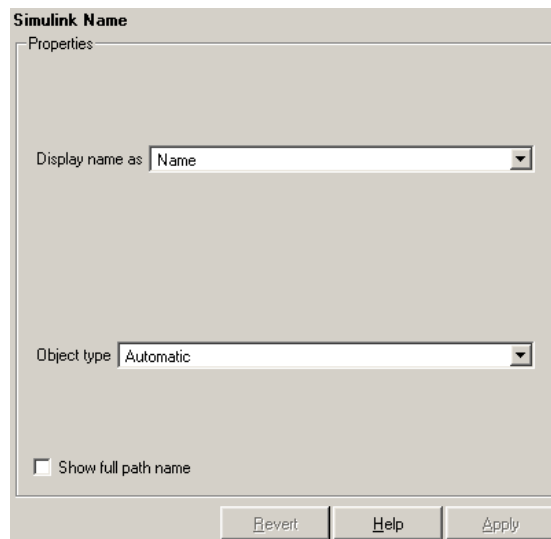 Simulink Name
Properties
Display name as Name
Object type Automatic
Show full path name
Revert Help Apply